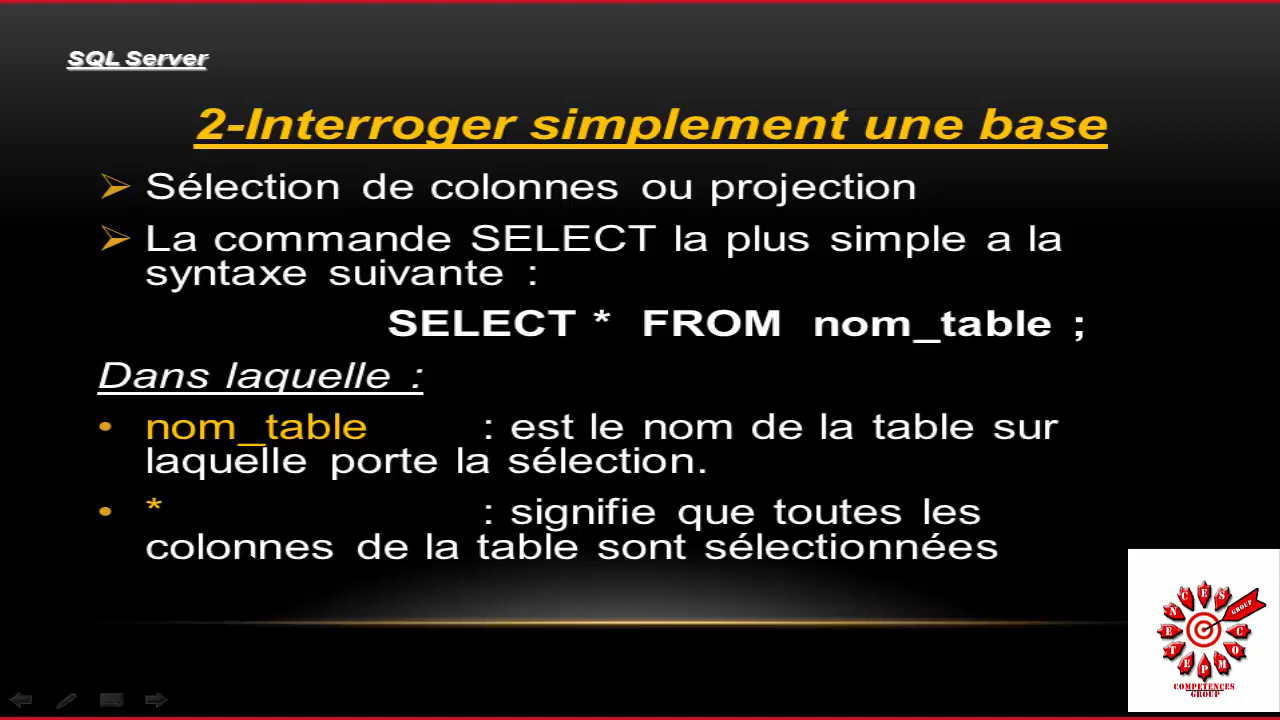 SQL Server
2-Interroger simplement une base
Sélection de colonnes ou projection
La commande SELECT la plus simple a la
syntaxe suivante :
SELECT * FROM nom_table ;
Dans laquelle :
• nom_table : est le nom de la table sur
laquelle porte la sélection.
• * : signifie que toutes les
colonnes de la table sont sélectionnées
COMPETENCES
GROUP
COMPETENCES
GROUP